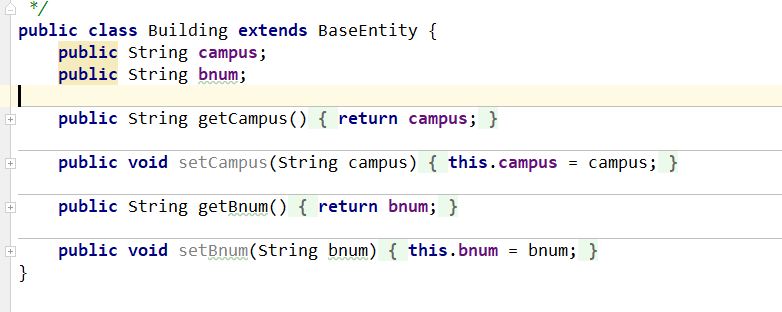 */
public class Building extends BaseEntity {
public String campus;
public String bnum;
public String getCampus() { return campus; }
public void setCampus(String campus) { this.campus = campus; }
public String getBnum() { return bnum; }
public void setBnum(String bnum) { this.bnum = bnum; }
}